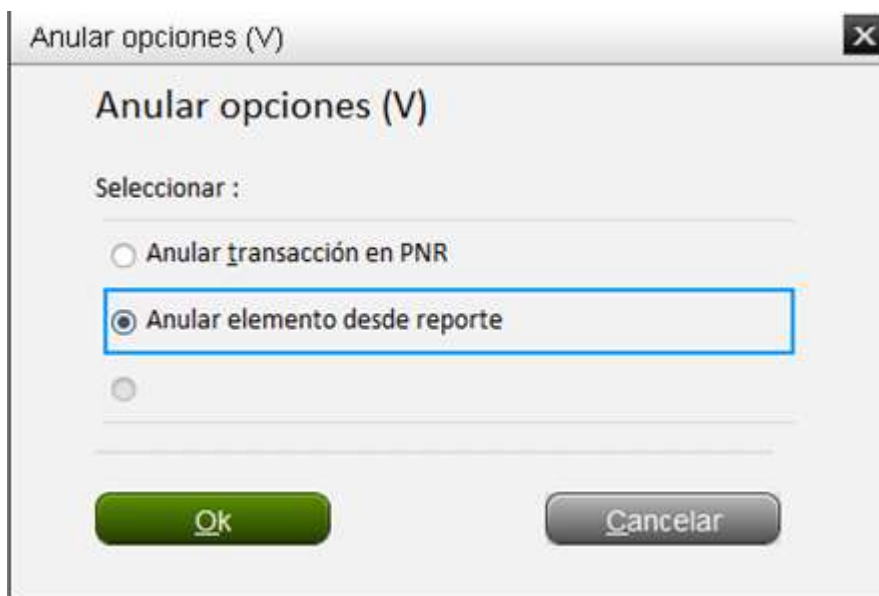 Anular opciones (V)
Anular opciones (V)
Seleccionar :
Anular transacción en PNR
Anular elemento desde reporte
Ok
Cancelar